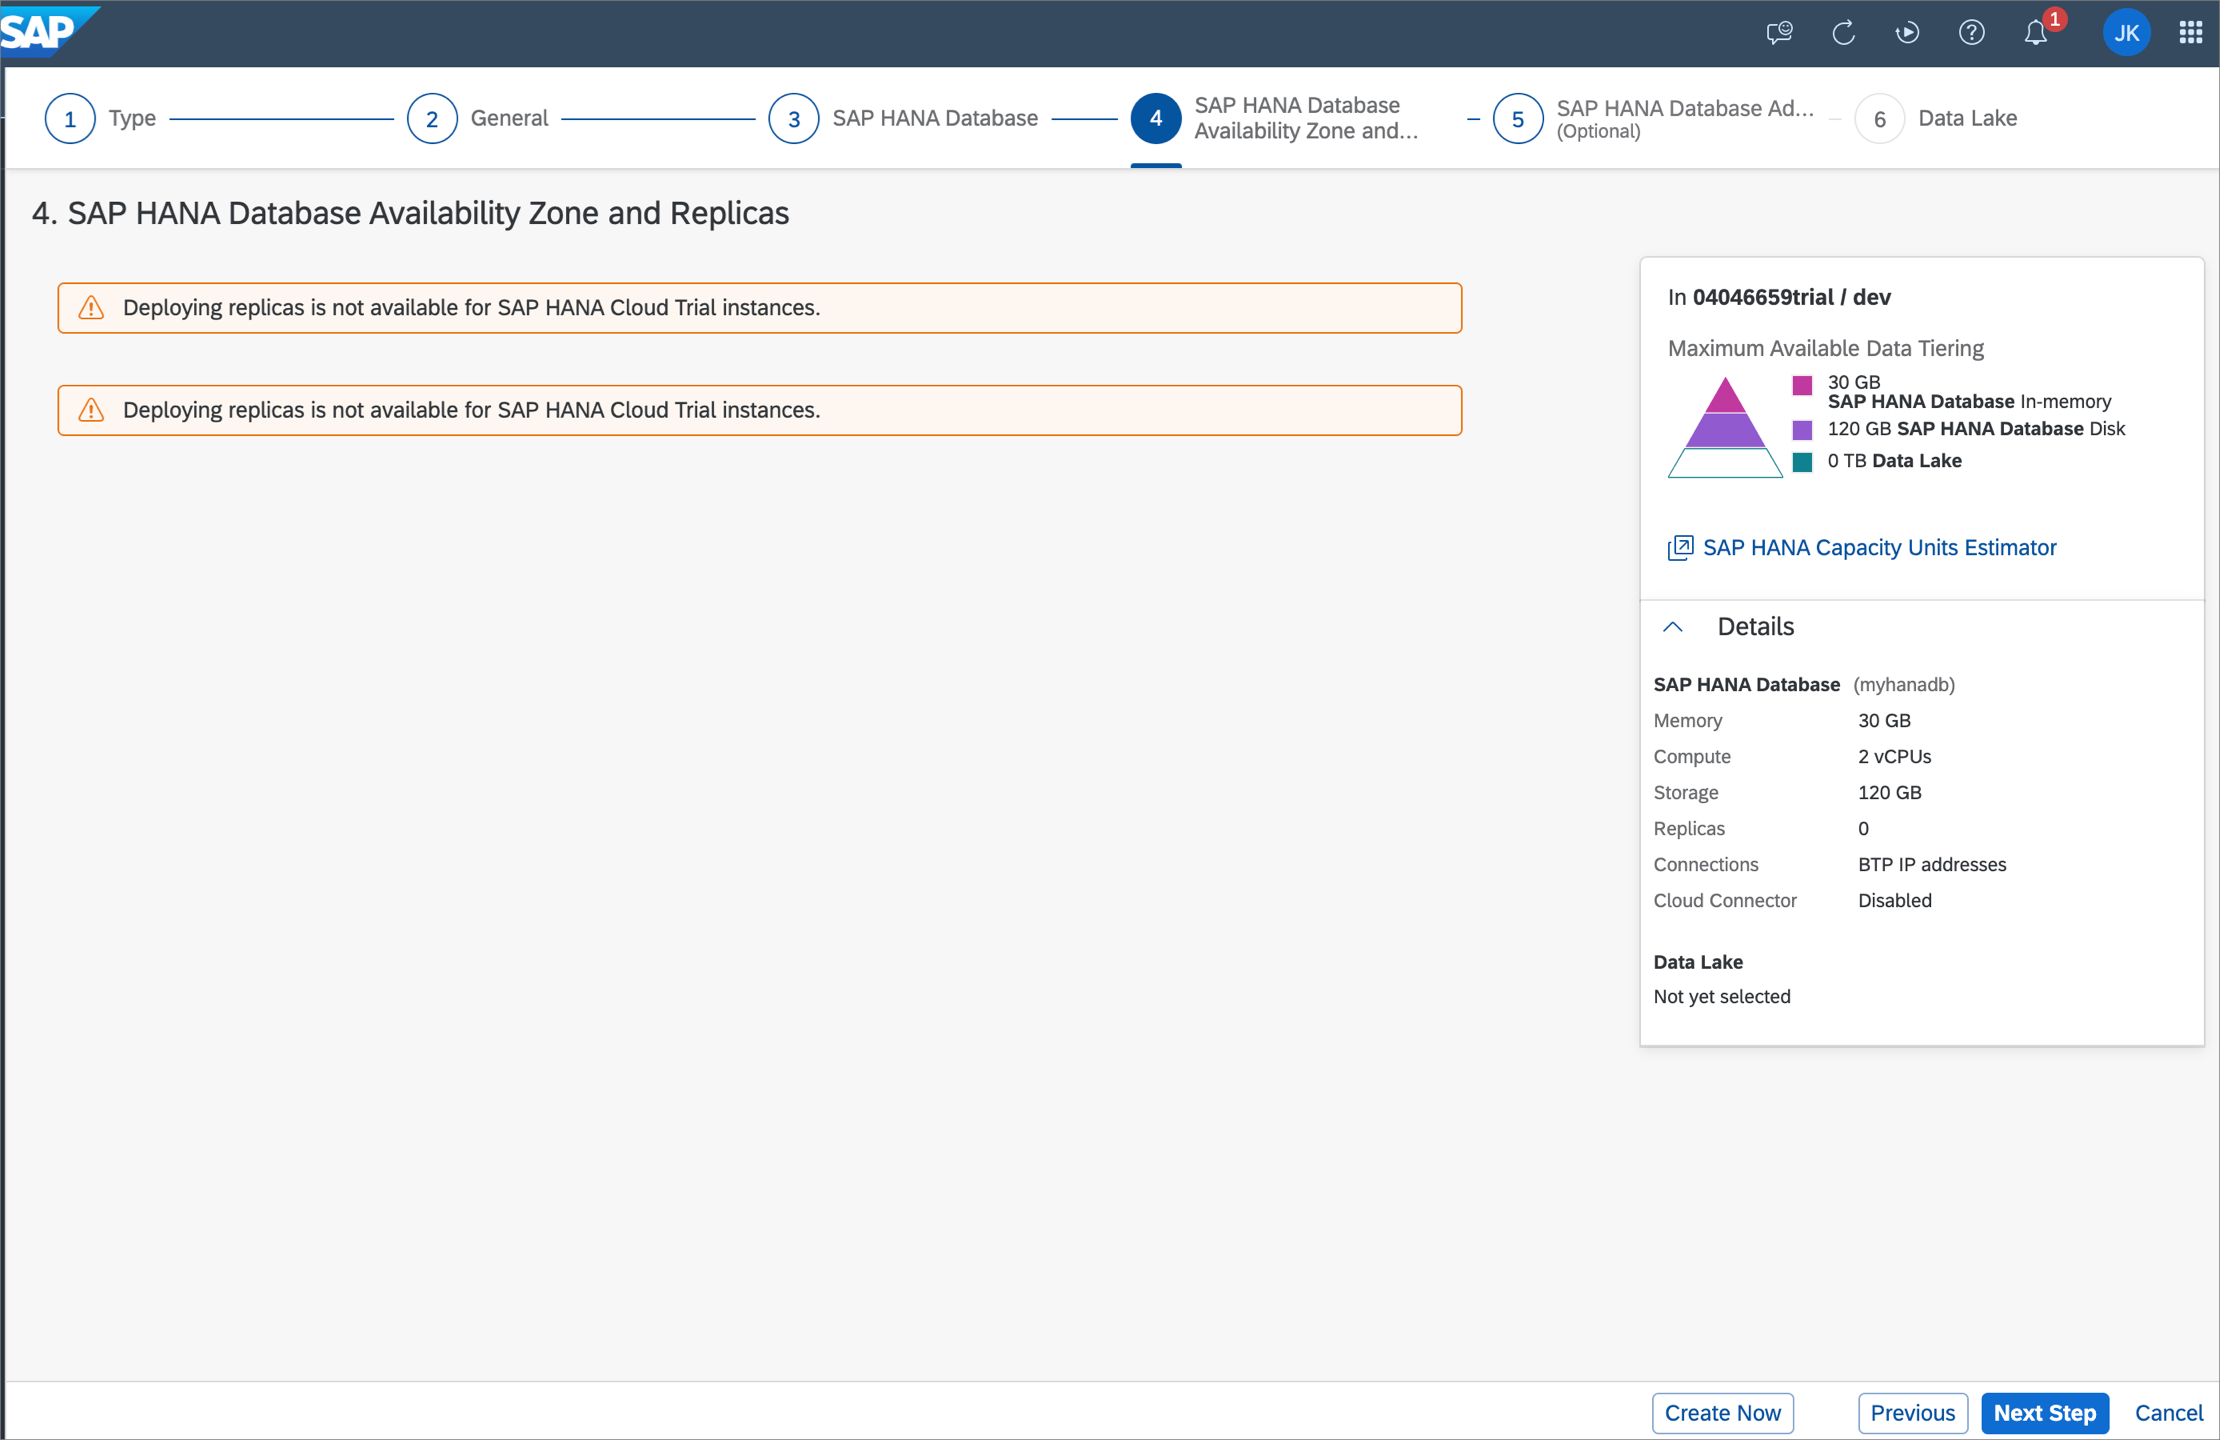 SAP
1
JK
1 Type
2 General
3 SAP HANA Database
4 SAP HANA Database
Availability Zone and...
5 SAP HANA Database Ad...
(Optional)
6 Data Lake
4. SAP HANA Database Availability Zone and Replicas
Deploying replicas is not available for SAP HANA Cloud Trial instances.
Deploying replicas is not available for SAP HANA Cloud Trial instances.
In 04046659trial / dev
Maximum Available Data Tiering
30 GB
SAP HANA Database In-memory
120 GB SAP HANA Database Disk
0 TB Data Lake
SAP HANA Capacity Units Estimator
Details
SAP HANA Database (myhanadb)
Memory 30 GB
Compute 2 vCPUs
Storage 120 GB
Replicas 0
Connections BTP IP addresses
Cloud Connector Disabled
Data Lake
Not yet selected
Create Now Previous Next Step Cancel